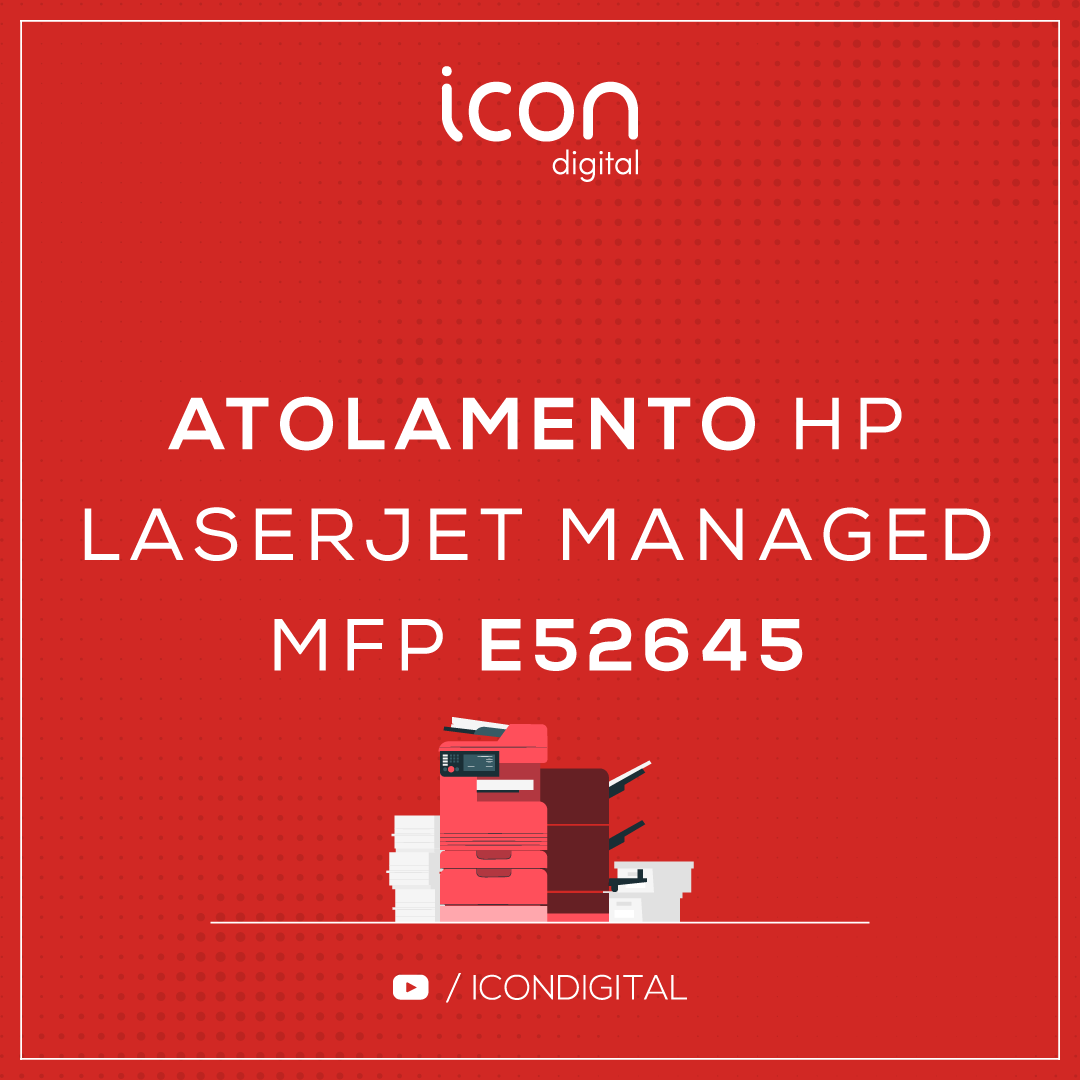 icon
digital
ATOLAMENTO HP
LASERJET MANAGED
MFP E52645
/ ICONDIGITAL